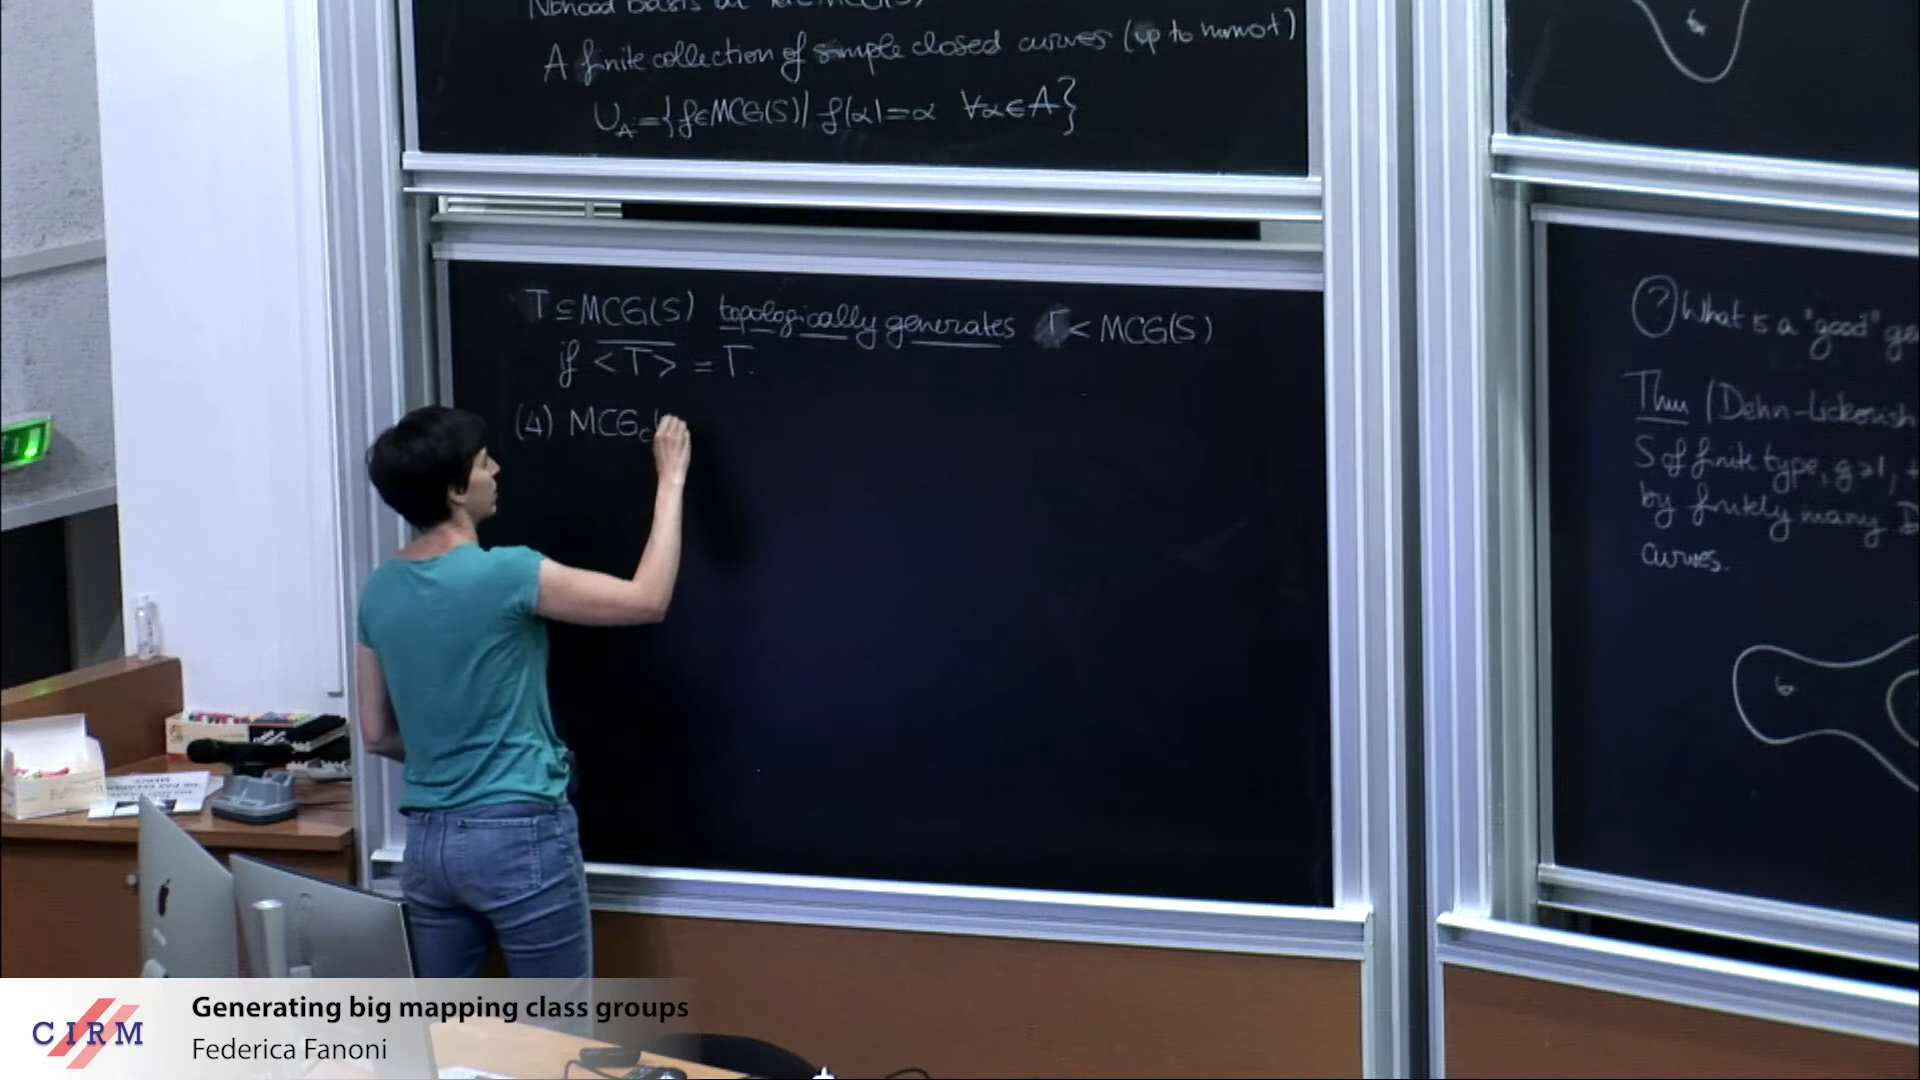 A finite collection of simple closed curves (up to homot)
U_A = {f∈MCG(S) | f(α)=α ∀α∈A}
T⊆MCG(S) topologically generates Γ < MCG(S)
if <T> = Γ.
(4) MCG_c(
? What is a "good" ge
Thm (Dehn-Lickorish
S of finite type, g≥1,
by finitely many D
curves.
CIRM
Generating big mapping class groups
Federica Fanoni